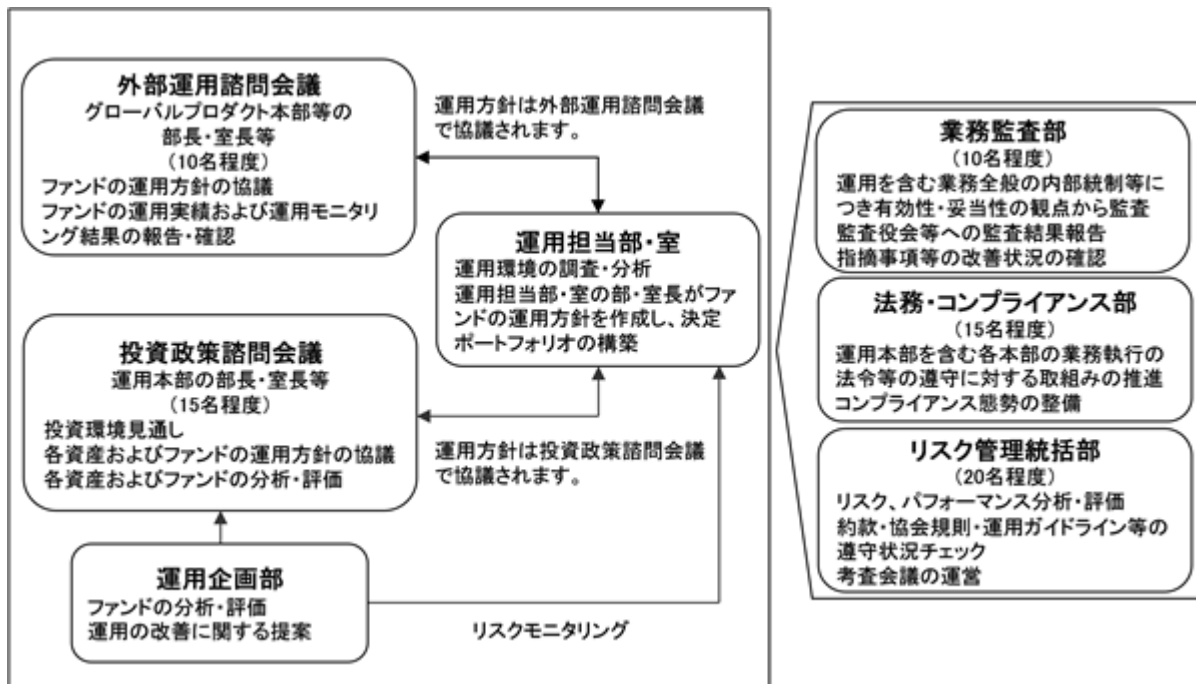 外部運用諮問会議
グローバルプロダクト本部等の
部長・室長等
(10名程度)
ファンドの運用方針の協議
ファンドの運用実績および運用モニタリ
ング結果の報告・確認
運用方針は外部運用諮問会議
で協議されます。
運用担当部・室
運用環境の調査・分析
運用担当部・室の部・室長がファ
ンドの運用方針を作成し、決定
ポートフォリオの構築
投資政策諮問会議
運用本部の部長・室長等
(15名程度)
投資環境見通し
各資産およびファンドの運用方針の協議
各資産およびファンドの分析・評価
運用方針は投資政策諮問会議
で協議されます。
運用企画部
ファンドの分析・評価
運用の改善に関する提案
リスクモニタリング
業務監査部
(10名程度)
運用を含む業務全般の内部統制等に
つき有効性・妥当性の観点から監査
監査役会等への監査結果報告
指摘事項等の改善状況の確認
法務・コンプライアンス部
(15名程度)
運用本部を含む各本部の業務執行の
法令等の遵守に対する取組みの推進
コンプライアンス態勢の整備
リスク管理統括部
(20名程度)
リスク、パフォーマンス分析・評価
約款・協会規則・運用ガイドライン等の
遵守状況チェック
考査会議の運営